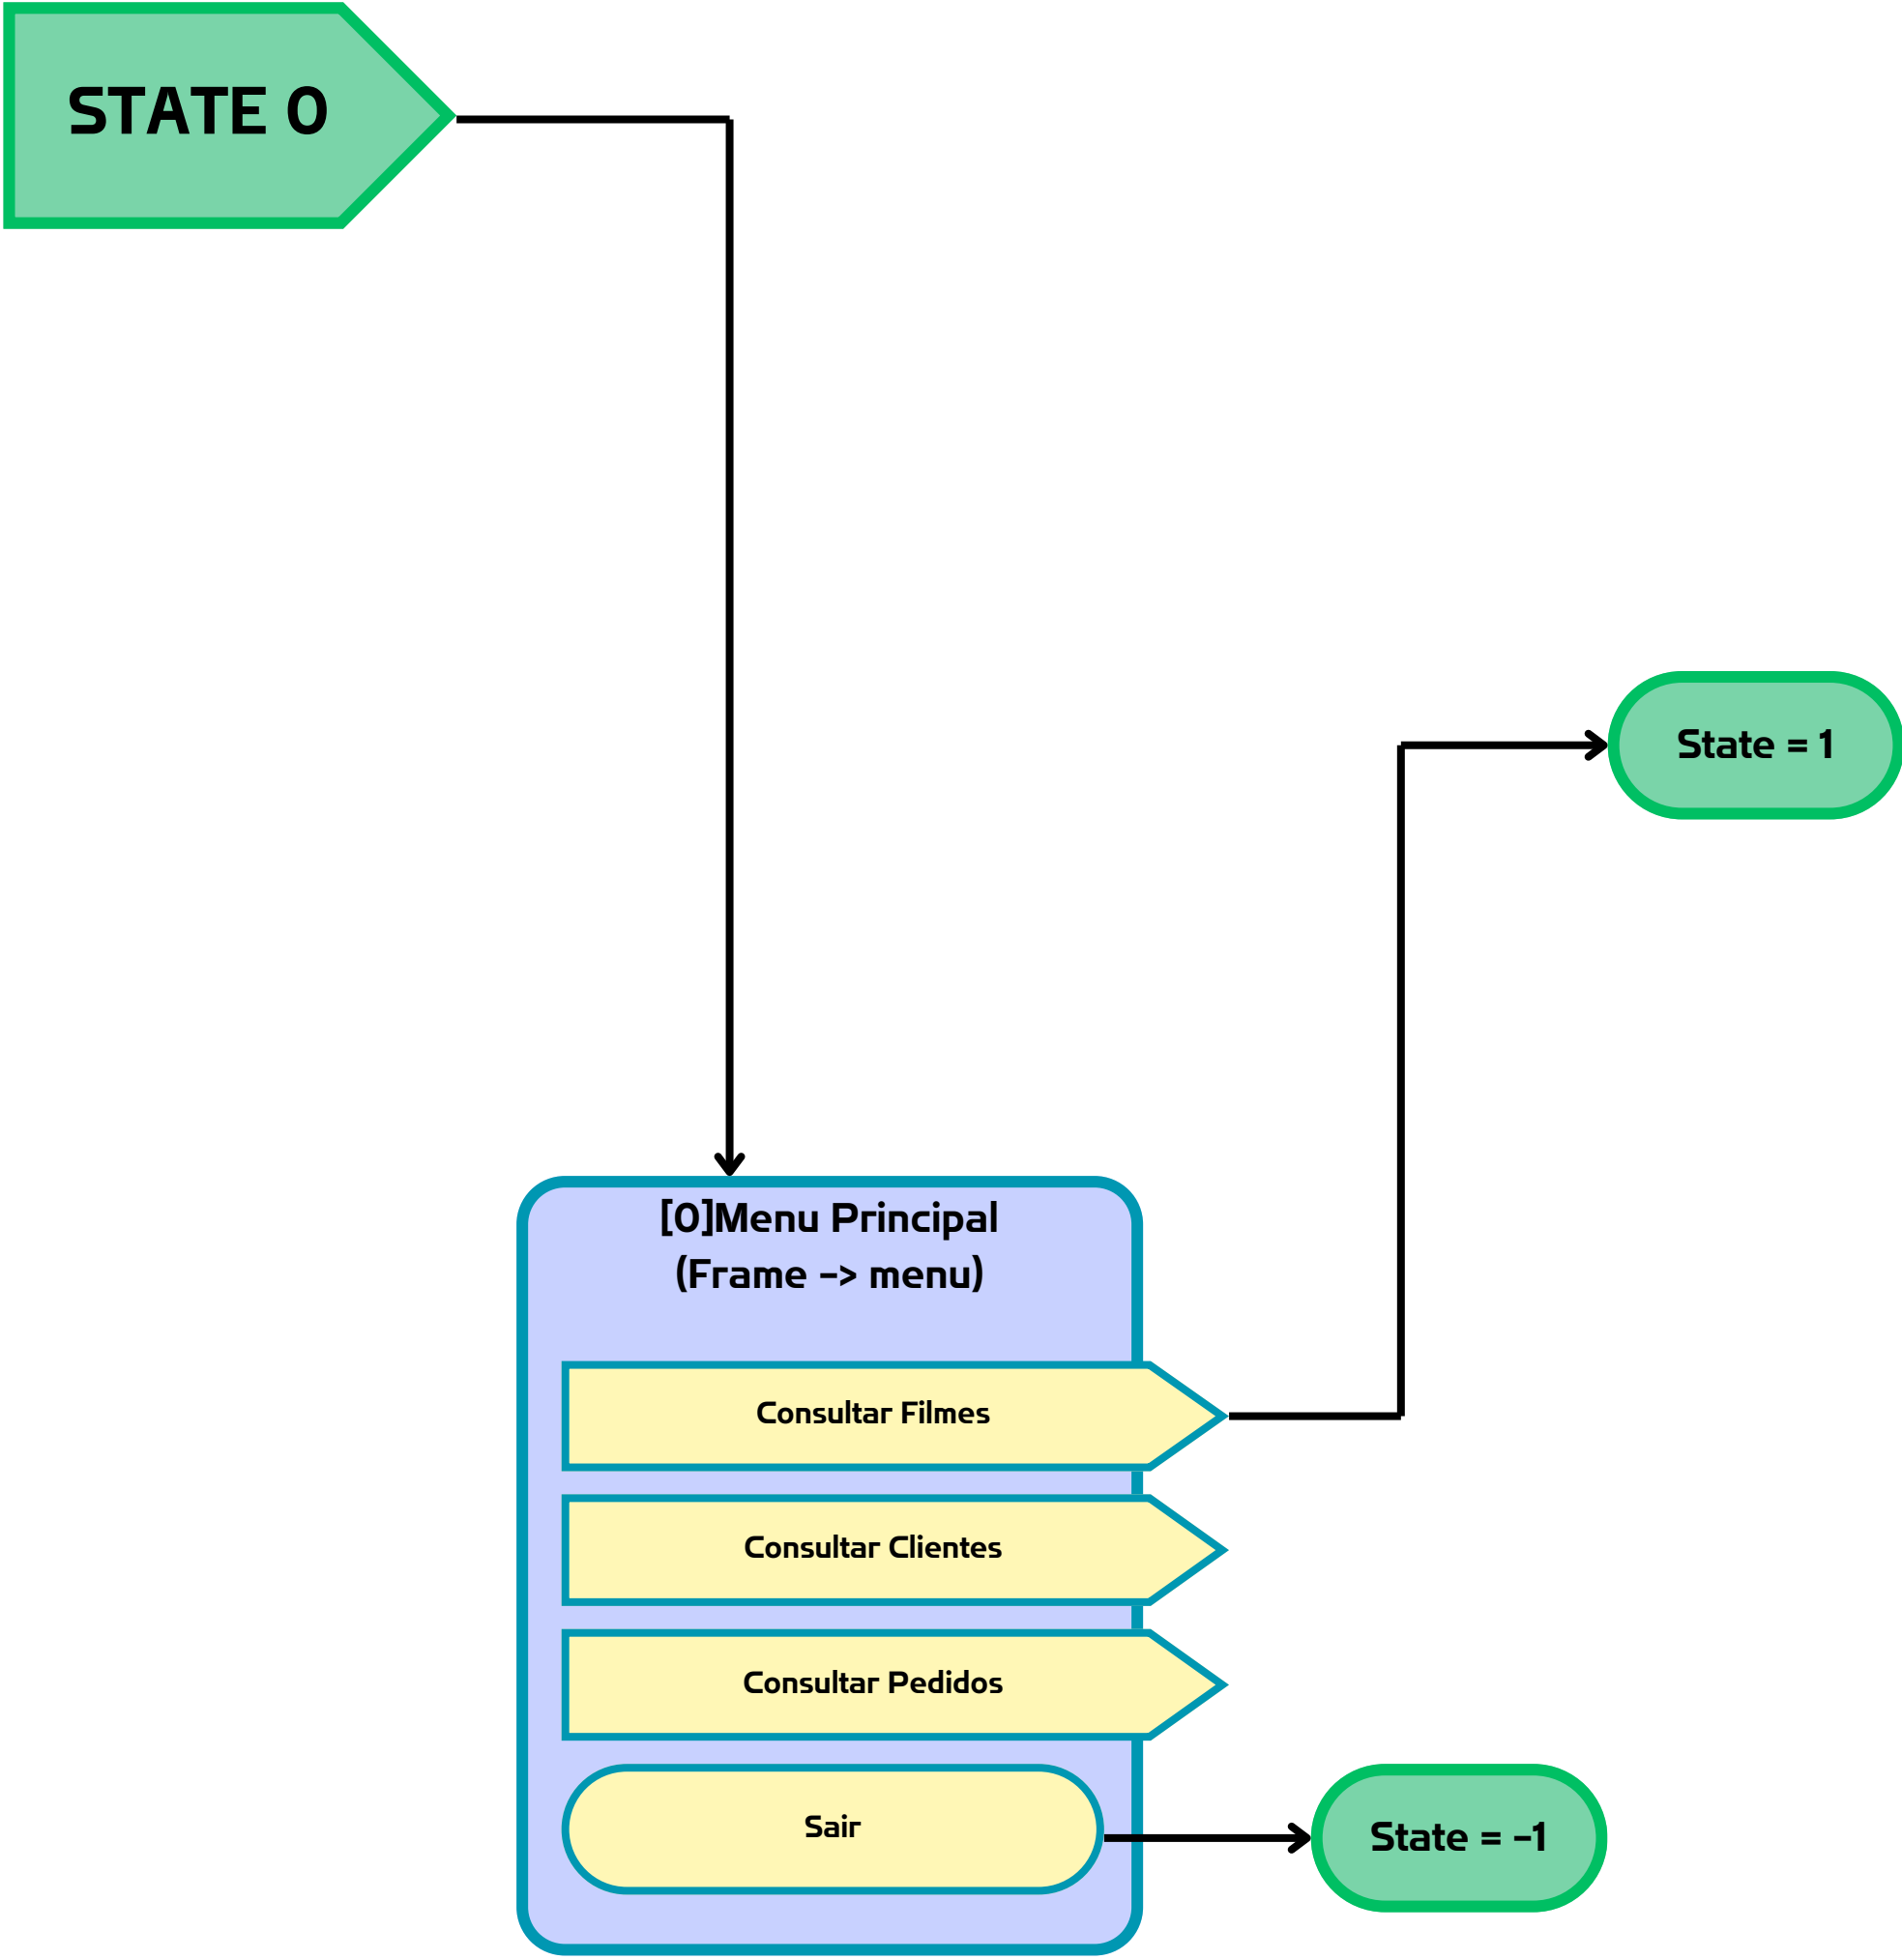 STATE 0
State = 1
[0]Menu Principal
(Frame -> menu)
Consultar Filmes
Consultar Clientes
Consultar Pedidos
Sair
State = -1